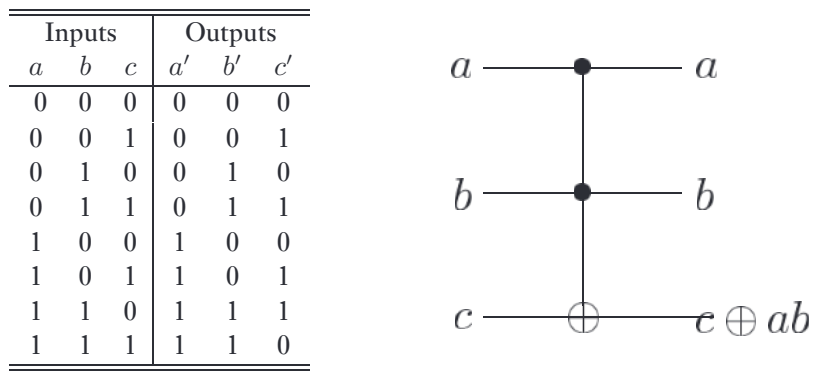 Inputs Outputs
a b c a′ b′ c′
0 0 0 0 0 0
0 0 1 0 0 1
0 1 0 0 1 0
0 1 1 0 1 1
1 0 0 1 0 0
1 0 1 1 0 1
1 1 0 1 1 1
1 1 1 1 1 0
a a
b b
c c ⊕ ab